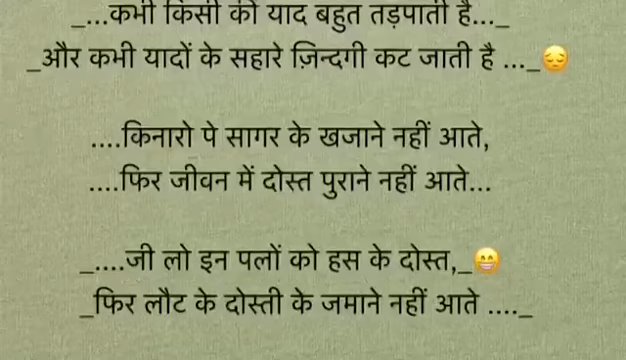 _...कभी किसी की याद बहुत तड़पाती है..._
_और कभी यादों के सहारे ज़िन्दगी कट जाती है ..._😔
....किनारो पे सागर के खजाने नहीं आते,
....फिर जीवन में दोस्त पुराने नहीं आते...
_....जी लो इन पलों को हस के दोस्त,_😁
_फिर लौट के दोस्ती के जमाने नहीं आते ...._